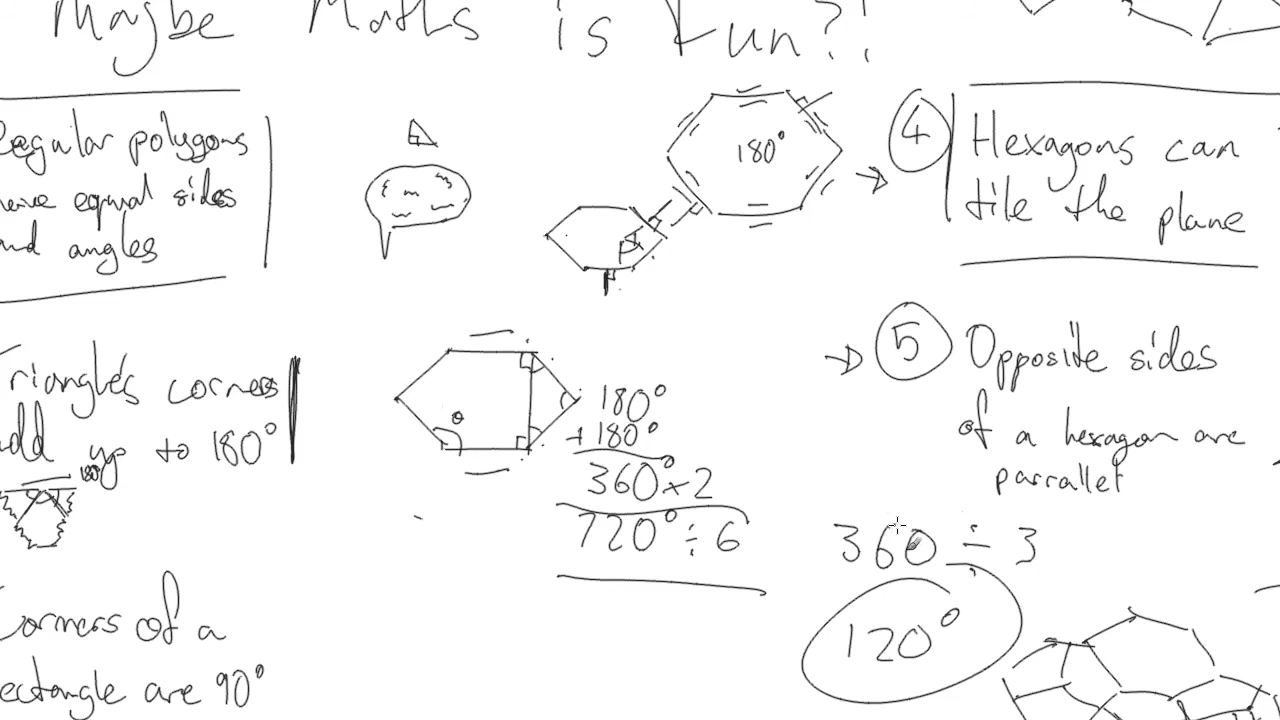 Maybe Maths is Fun?!
Regular polygons
have equal sides
and angles
180°
4
Hexagons can
tile the plane
Triangles corners
add up to 180°
180
θ
180°
+180°
360°×2
720°÷6
5
Opposite sides
of a hexagon are
parrallel
360 ÷ 3
120°
Corners of a
rectangle are 90°